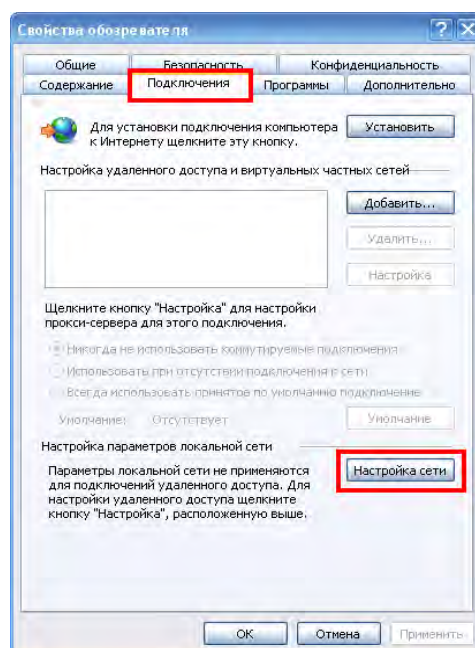 Свойства обозревателя
Общие Безопасность Конфиденциальность
Содержание Подключения Программы Дополнительно
Для установки подключения компьютера
к Интернету щелкните эту кнопку.
Установить
Настройка удаленного доступа и виртуальных частных сетей
Добавить...
Удалить...
Настройка
Щелкните кнопку "Настройка" для настройки
прокси-сервера для этого подключения.
Никогда не использовать коммутируемые подключения
Использовать при отсутствии подключения к сети
Всегда использовать принятое по умолчанию подключение
Умолчание: Отсутствует Умолчание
Настройка параметров локальной сети
Параметры локальной сети не применяются
для подключений удаленного доступа. Для
настройки удаленного доступа щелкните
кнопку "Настройка", расположенную выше.
Настройка сети
OK Отмена Применить